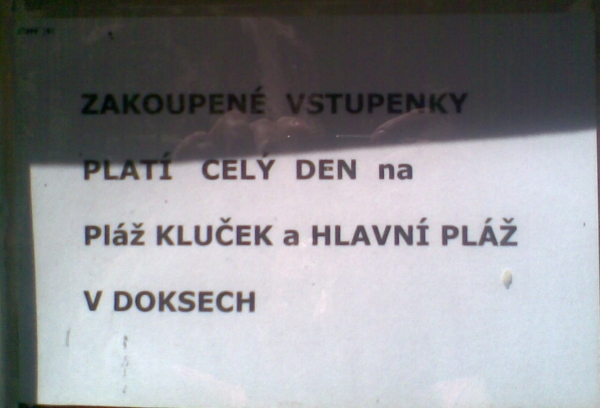 ZAKOUPENÉ VSTUPENKY
PLATÍ CELÝ DEN na
Pláž KLUČEK a HLAVNÍ PLÁŽ
V DOKSECH